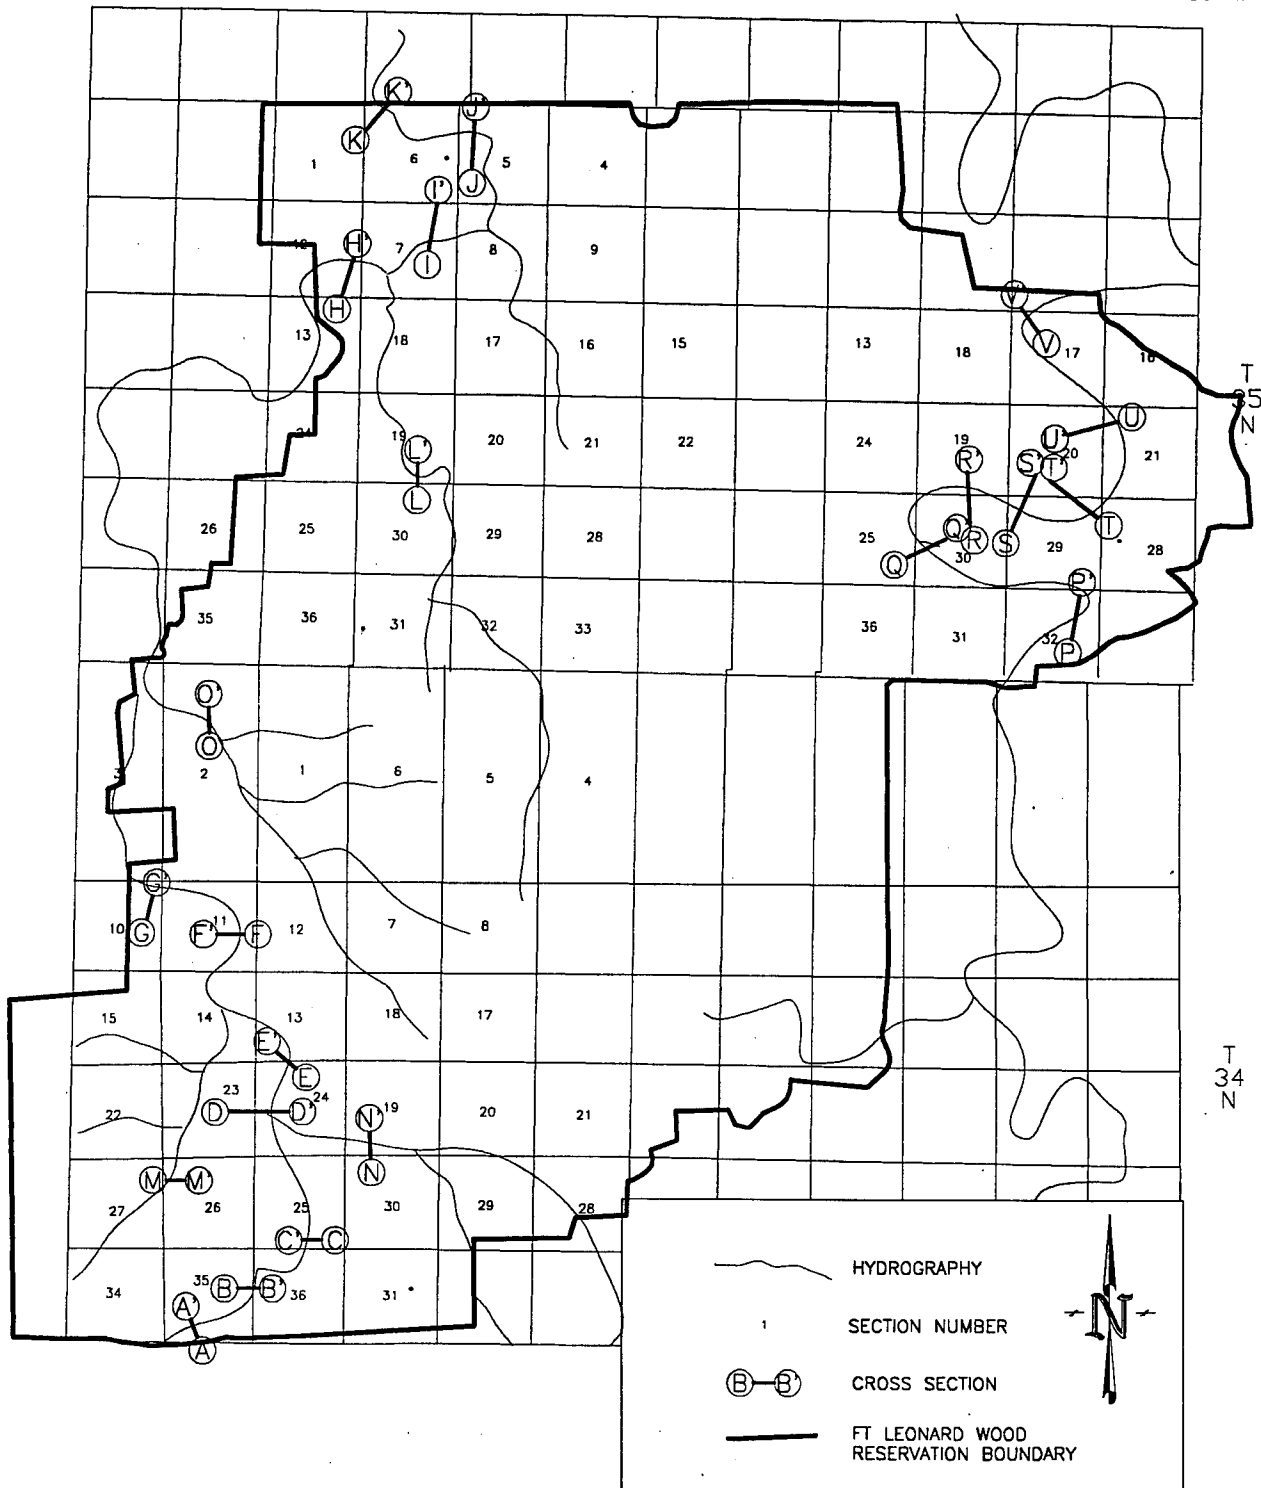 K' J'
K
1 6 5 4
I' J
12 H' 7 8 9
I
V'
H
13 18 17 16 15 13 18 V 17 16
T
35
N
U
24 19 L' 20 21 22 24 19 U' 20 21
R' S' T'
L
26 25 30 29 28 25 Q R 30 S 29 T 28
Q
P'
35 36 31 32 33 36 31 32
P
O'
O
3 2 1 6 5 4
G'
10 G F' 11 F 12 7 8
15 14 13 18 17
E'
E
T
34
N
22 23 D D' 24 N' 19 20 21
M M' N
27 26 25 30 29 28
C' C
34 35 B B' 36 31
A'
A
HYDROGRAPHY
1 SECTION NUMBER
N
B B' CROSS SECTION
FT LEONARD WOOD
RESERVATION BOUNDARY